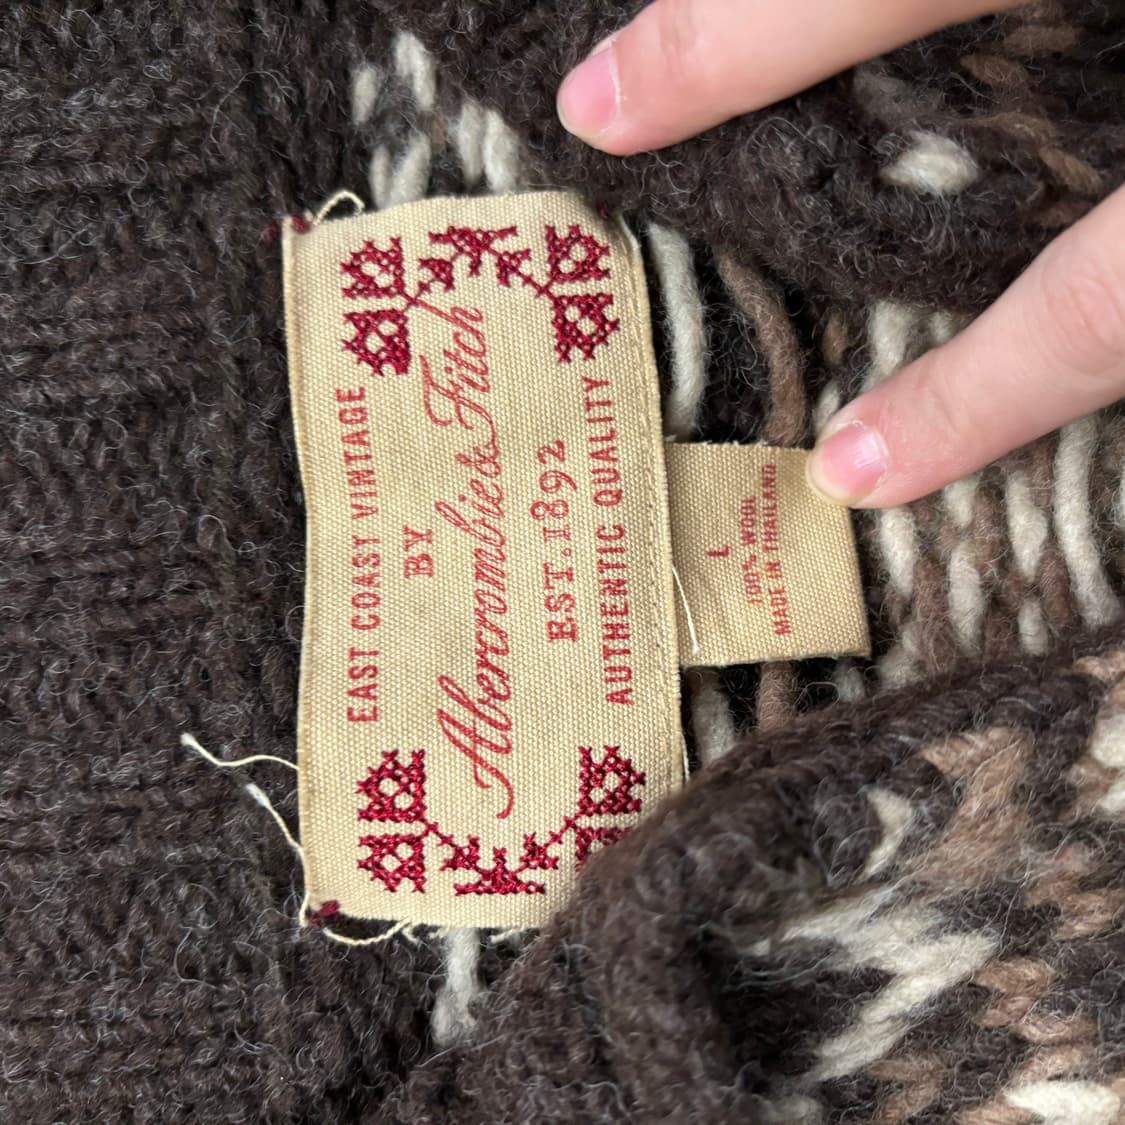 EAST COAST VINTAGE
BY
Abercrombie & Fitch
EST. 1892
AUTHENTIC QUALITY
L
100% WOOL
MADE IN THAILAND